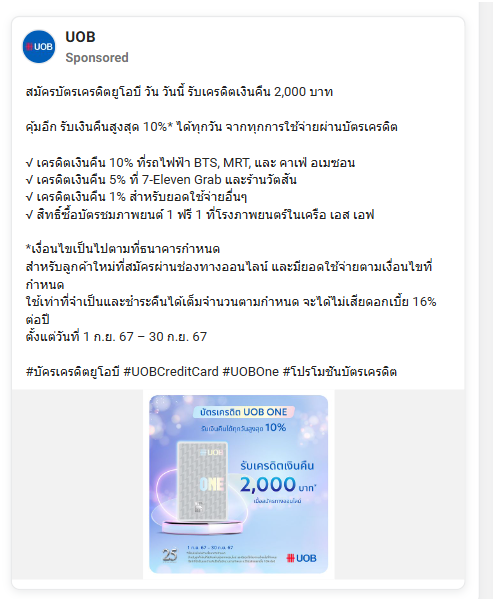 UOB
UOB
Sponsored
สมัครบัตรเครดิตยูโอบี วัน วันนี้ รับเครดิตเงินคืน 2,000 บาท
คุ้มอีก รับเงินคืนสูงสุด 10%* ได้ทุกวัน จากทุกการใช้จ่ายผ่านบัตรเครดิต
√ เครดิตเงินคืน 10% ที่รถไฟฟ้า BTS, MRT, และ คาเฟ่ อเมซอน
√ เครดิตเงินคืน 5% ที่ 7-Eleven Grab และร้านวัตสัน
√ เครดิตเงินคืน 1% สำหรับยอดใช้จ่ายอื่นๆ
√ สิทธิ์ซื้อบัตรชมภาพยนต์ 1 ฟรี 1 ที่โรงภาพยนตร์ในเครือ เอส เอฟ
*เงื่อนไขเป็นไปตามที่ธนาคารกำหนด
สำหรับลูกค้าใหม่ที่สมัครผ่านช่องทางออนไลน์ และมียอดใช้จ่ายตามเงื่อนไขที่
กำหนด
ใช้เท่าที่จำเป็นและชำระคืนได้เต็มจำนวนตามกำหนด จะได้ไม่เสียดอกเบี้ย 16%
ต่อปี
ตั้งแต่วันที่ 1 ก.ย. 67 – 30 ก.ย. 67
#บัตรเครดิตยูโอบี #UOBCreditCard #UOBOne #โปรโมชันบัตรเครดิต
บัตรเครดิต UOB ONE
รับเงินคืนได้ทุกวันสูงสุด 10%
UOB
ONE
รับเครดิตเงินคืน
2,000 บาท*
เมื่อสมัครทางออนไลน์
25
1 ก.ย. 67 - 30 ก.ย. 67
UOB